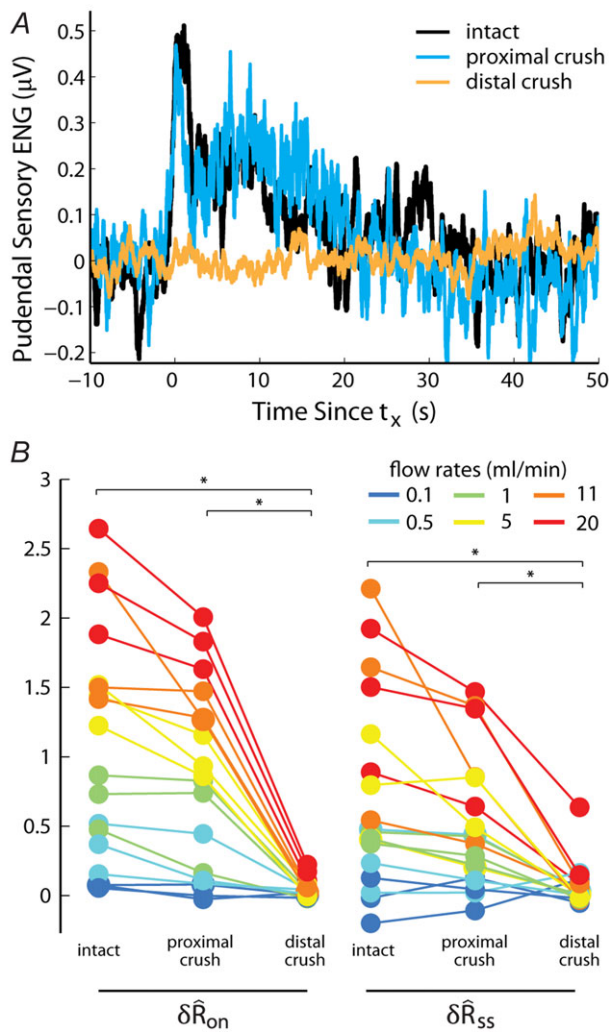 A
0.5
0.4
0.3
0.2
0.1
0
−0.1
−0.2
Pudendal Sensory ENG (μV)
intact
proximal crush
distal crush
−10 0 10 20 30 40 50
Time Since tx (s)
B
3
2.5
2
1.5
1
0.5
0
* *
* *
flow rates (ml/min)
0.1 1 11
0.5 5 20
intact proximal crush distal crush intact proximal crush distal crush
δR̂on δR̂ss